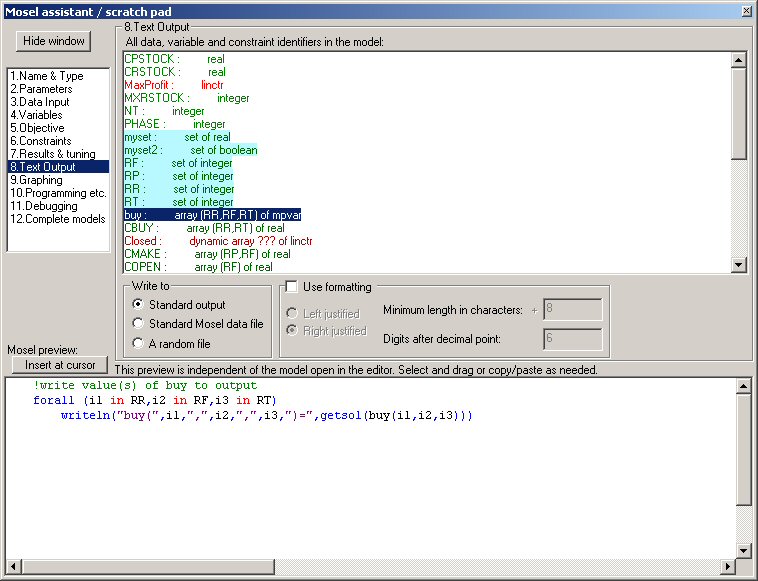 Mosel assistant / scratch pad
Hide window
8.Text Output
All data, variable and constraint identifiers in the model:
1.Name & Type
2.Parameters
3.Data Input
4.Variables
5.Objective
6.Constraints
7.Results & tuning
8.Text Output
9.Graphing
10.Programming etc.
11.Debugging
12.Complete models
CPSTOCK : real
CRSTOCK : real
MaxProfit : linctr
MXRSTOCK : integer
NT : integer
PHASE : integer
myset : set of real
myset2 : set of boolean
RF : set of integer
RP : set of integer
RR : set of integer
RT : set of integer
buy : array (RR,RF,RT) of mpvar
CBUY : array (RR,RT) of real
Closed : dynamic array ??? of linctr
CMAKE : array (RP,RF) of real
COPEN : array (RF) of real
Write to
Standard output
Standard Mosel data file
A random file
Use formatting
Left justified
Right justified
Minimum length in characters: + 8
Digits after decimal point: 6
Mosel preview:
Insert at cursor
This preview is independent of the model open in the editor. Select and drag or copy/paste as needed.
!write value(s) of buy to output
forall (i1 in RR,i2 in RF,i3 in RT)
writeln("buy(",i1,",",i2,",",i3,")=",getsol(buy(i1,i2,i3)))